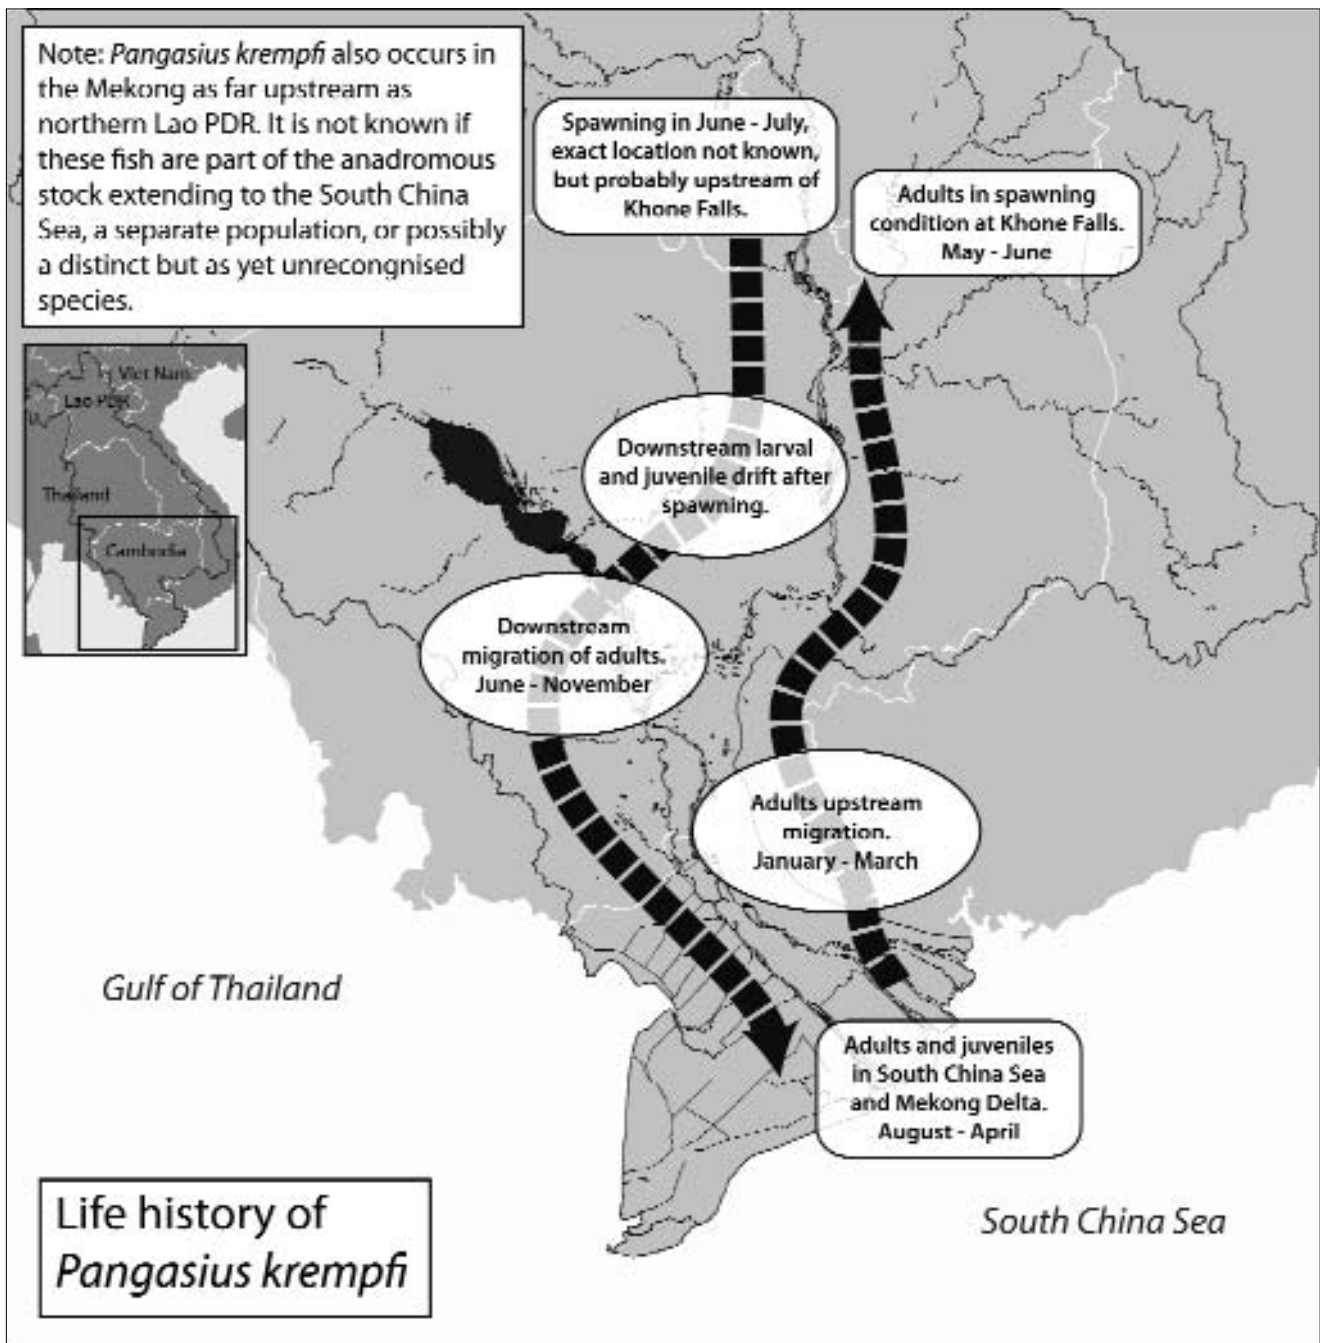 Note: Pangasius krempfi also occurs in
the Mekong as far upstream as
northern Lao PDR. It is not known if
these fish are part of the anadromous
stock extending to the South China
Sea, a separate population, or possibly
a distinct but as yet unrecongnised
species.
Spawning in June - July,
exact location not known,
but probably upstream of
Khone Falls.
Adults in spawning
condition at Khone Falls.
May - June
Viet Nam
Lao PDR
Thailand
Cambodia
Downstream larval
and juvenile drift after
spawning.
Downstream
migration of adults.
June - November
Adults upstream
migration.
January - March
Gulf of Thailand
Adults and juveniles
in South China Sea
and Mekong Delta.
August - April
South China Sea
Life history of
Pangasius krempfi